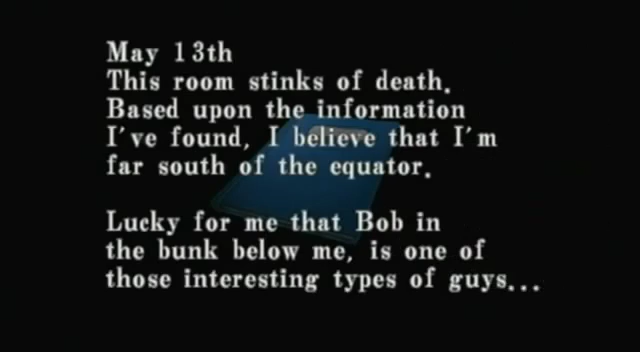 May 13th
This room stinks of death.
Based upon the information
I've found, I believe that I'm
far south of the equator.
Lucky for me that Bob in
the bunk below me, is one of
those interesting types of guys...